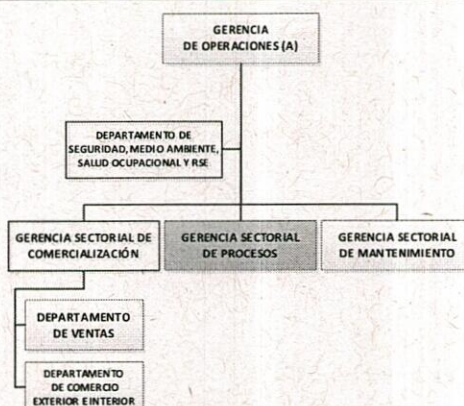 GERENCIA
DE OPERACIONES (A)
DEPARTAMENTO DE
SEGURIDAD, MEDIO AMBIENTE,
SALUD OCUPACIONAL Y RSE
GERENCIA SECTORIAL DE
COMERCIALIZACIÓN
GERENCIA SECTORIAL
DE PROCESOS
GERENCIA SECTORIAL
DE MANTENIMIENTO
DEPARTAMENTO
DE VENTAS
DEPARTAMENTO
DE COMERCIO
EXTERIOR E INTERIOR